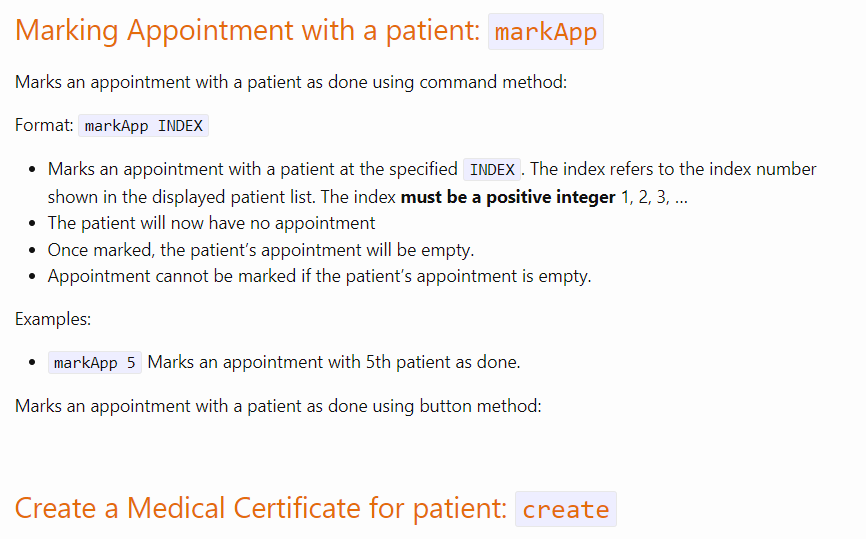 Marking Appointment with a patient: markApp
Marks an appointment with a patient as done using command method:
Format: markApp INDEX
• Marks an appointment with a patient at the specified INDEX. The index refers to the index number
shown in the displayed patient list. The index must be a positive integer 1, 2, 3, …
• The patient will now have no appointment
• Once marked, the patient’s appointment will be empty.
• Appointment cannot be marked if the patient’s appointment is empty.
Examples:
• markApp 5 Marks an appointment with 5th patient as done.
Marks an appointment with a patient as done using button method:
Create a Medical Certificate for patient: create